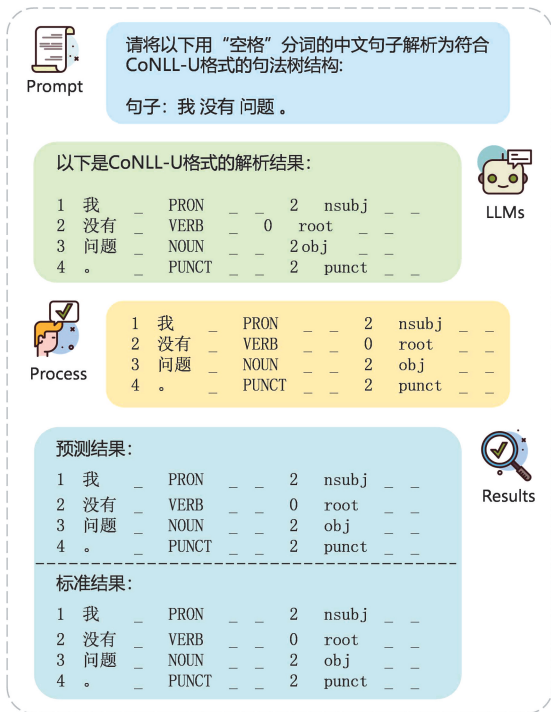 Prompt
请将以下用“空格”分词的中文句子解析为符合
CoNLL-U格式的句法树结构:
句子：我 没有 问题 。
以下是CoNLL-U格式的解析结果：
1 我 _ PRON _ _ 2 nsubj _ _
2 没有 _ VERB _ 0 root _ _
3 问题 _ NOUN _ _ 2obj _ _
4 。 _ PUNCT _ _ 2 punct _ _
LLMs
Process
1 我 _ PRON _ _ 2 nsubj _ _
2 没有 _ VERB _ _ 0 root _ _
3 问题 _ NOUN _ _ 2 obj _ _
4 。 _ PUNCT _ _ 2 punct _ _
预测结果：
1 我 _ PRON _ _ 2 nsubj _ _
2 没有 _ VERB _ _ 0 root _ _
3 问题 _ NOUN _ _ 2 obj _ _
4 。 _ PUNCT _ _ 2 punct _ _
Results
标准结果：
1 我 _ PRON _ _ 2 nsubj _ _
2 没有 _ VERB _ _ 0 root _ _
3 问题 _ NOUN _ _ 2 obj _ _
4 。 _ PUNCT _ _ 2 punct _ _